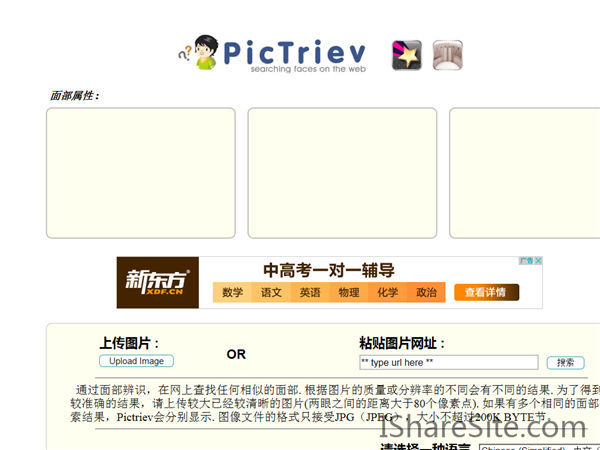 PicTriev
searching faces on the web
面部属性 :
广告
新东方
XDF.CN
中高考一对一辅导
数学 语文 英语 物理 化学 政治 查看详情
上传图片 : 粘贴图片网址 :
Upload Image OR ** type url here ** 搜索
通过面部辨识，在网上查找任何相似的面部. 根据图片的质量或分辨率的不同会有不同的结果. 为了得到
较准确的结果，请上传较大已经较清晰的图片(两眼之间的距离大于80个像素点). 如果有多个相同的面部
索结果，Pictriev会分别显示. 图像文件的格式只接受JPG（JPEG），大小不超过200K BYTE节。
IShareSite.com
请选择一种语言 Chinese (Simplified) - 中文 (